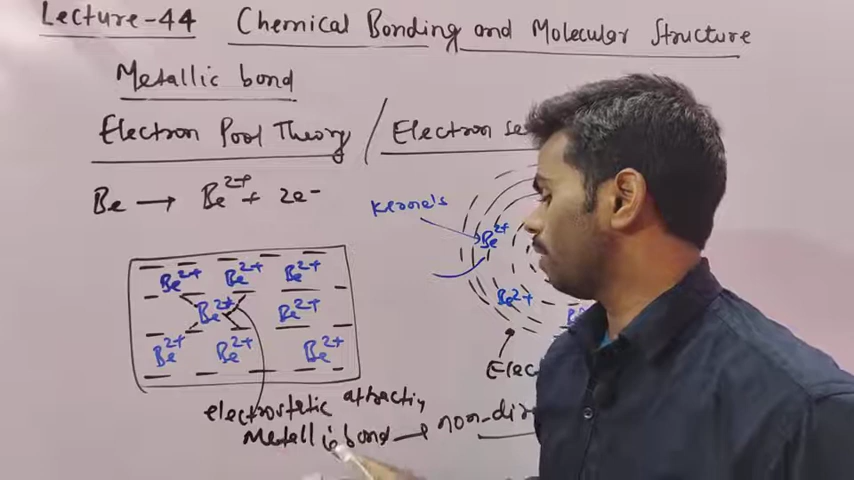 Lecture-44 Chemical Bonding and Molecular Structure
Metallic bond
Electron Pool Theory / Electron se
Be → Be2+ + 2e-
Kernels
Be2+
Be2+ Be2+ Be2+
Be2+ Be2+
Be2+
Be2+ Be2+ Be2+
Elec
electrostatic attractin
Metallic bond → non-dir